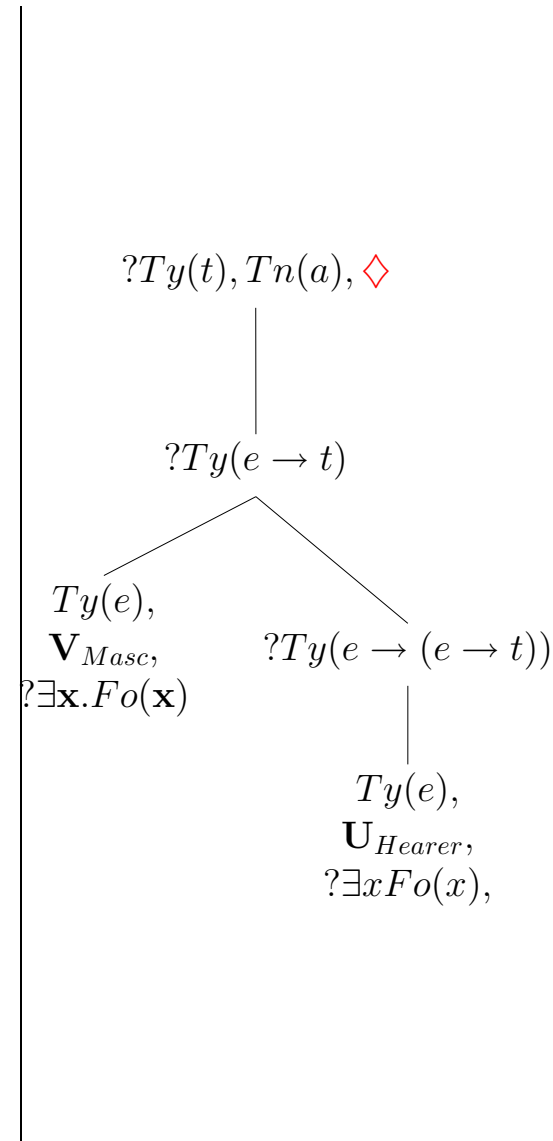 ?Ty(t), Tn(a), ♢
?Ty(e → t)
Ty(e),
V_Masc,
?∃x.Fo(x)
?Ty(e → (e → t))
Ty(e),
U_Hearer,
?∃xFo(x),